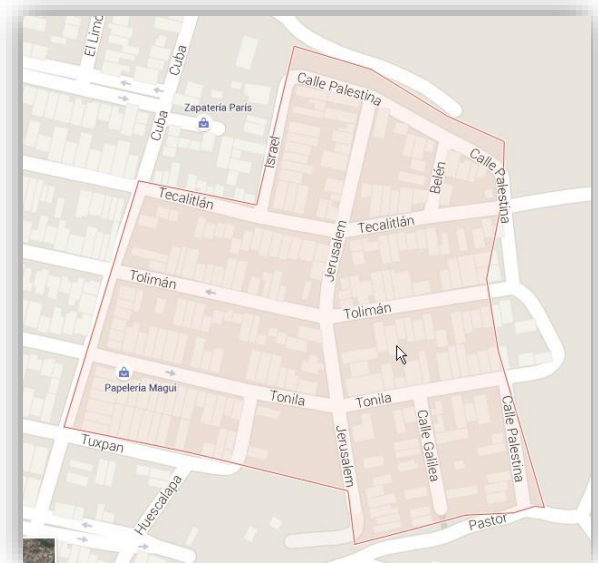 El Limo
Cuba
Cuba
Zapatería París
Calle Palestina
Israel
Calle Palestina
Belén
Tecalitlán
Tecalitlán
Jerusalem
Tolimán
Tolimán
Papelería Magui
Tonila
Tonila
Tuxpan
Jerusalem
Calle Galilea
Calle Palestina
Huescalapa
Pastor